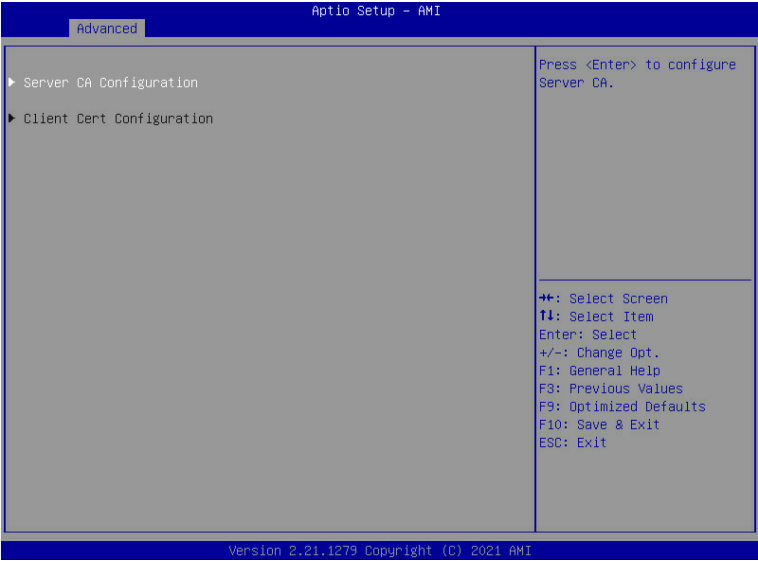 Aptio Setup – AMI
Advanced
Server CA Configuration
Client Cert Configuration
Press <Enter> to configure
Server CA.
→←: Select Screen
↑↓: Select Item
Enter: Select
+/-: Change Opt.
F1: General Help
F3: Previous Values
F9: Optimized Defaults
F10: Save & Exit
ESC: Exit
Version 2.21.1279 Copyright (C) 2021 AMI